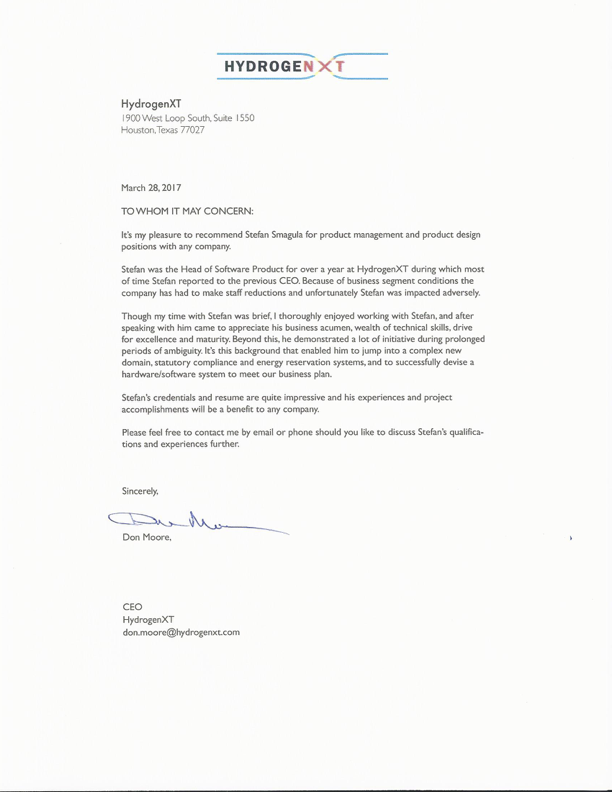 HYDROGENXT
HydrogenXT
1900 West Loop South, Suite 1550
Houston, Texas 77027
March 28, 2017
TO WHOM IT MAY CONCERN:
It's my pleasure to recommend Stefan Smagula for product management and product design
positions with any company.
Stefan was the Head of Software Product for over a year at HydrogenXT during which most
of time Stefan reported to the previous CEO. Because of business segment conditions the
company has had to make staff reductions and unfortunately Stefan was impacted adversely.
Though my time with Stefan was brief, I thoroughly enjoyed working with Stefan, and after
speaking with him came to appreciate his business acumen, wealth of technical skills, drive
for excellence and maturity. Beyond this, he demonstrated a lot of initiative during prolonged
periods of ambiguity. It's this background that enabled him to jump into a complex new
domain, statutory compliance and energy reservation systems, and to successfully devise a
hardware/software system to meet our business plan.
Stefan's credentials and resume are quite impressive and his experiences and project
accomplishments will be a benefit to any company.
Please feel free to contact me by email or phone should you like to discuss Stefan's qualifica-
tions and experiences further.
Sincerely,
Don Moore
Don Moore,
CEO
HydrogenXT
don.moore@hydrogenxt.com